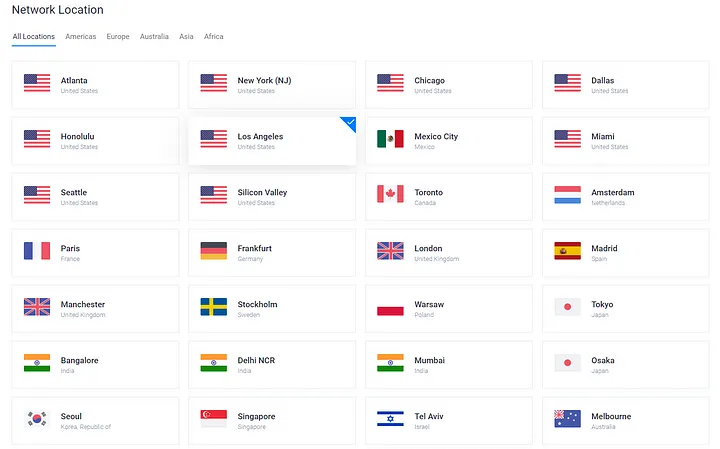 Network Location
All Locations Americas Europe Australia Asia Africa
Atlanta
United States
New York (NJ)
United States
Chicago
United States
Dallas
United States
Honolulu
United States
Los Angeles
United States
Mexico City
Mexico
Miami
United States
Seattle
United States
Silicon Valley
United States
Toronto
Canada
Amsterdam
Netherlands
Paris
France
Frankfurt
Germany
London
United Kingdom
Madrid
Spain
Manchester
United Kingdom
Stockholm
Sweden
Warsaw
Poland
Tokyo
Japan
Bangalore
India
Delhi NCR
India
Mumbai
India
Osaka
Japan
Seoul
Korea, Republic of
Singapore
Singapore
Tel Aviv
Israel
Melbourne
Australia